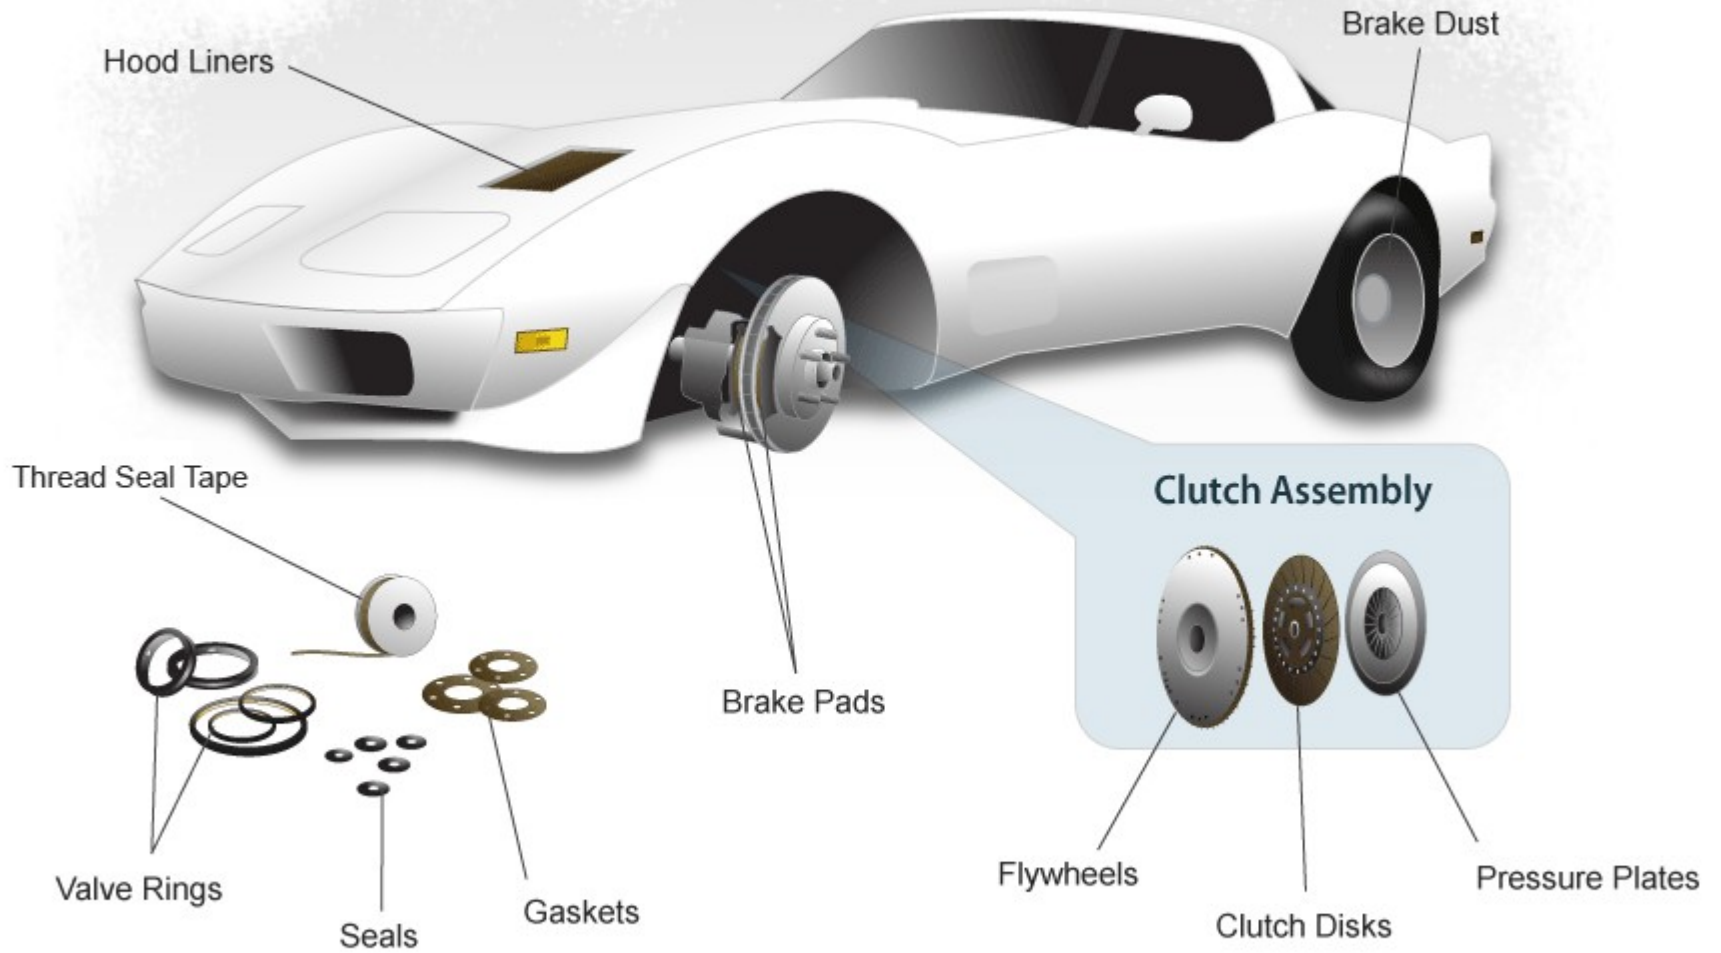 Brake Dust
Hood Liners
Thread Seal Tape
Clutch Assembly
Brake Pads
Flywheels
Pressure Plates
Valve Rings
Gaskets
Clutch Disks
Seals